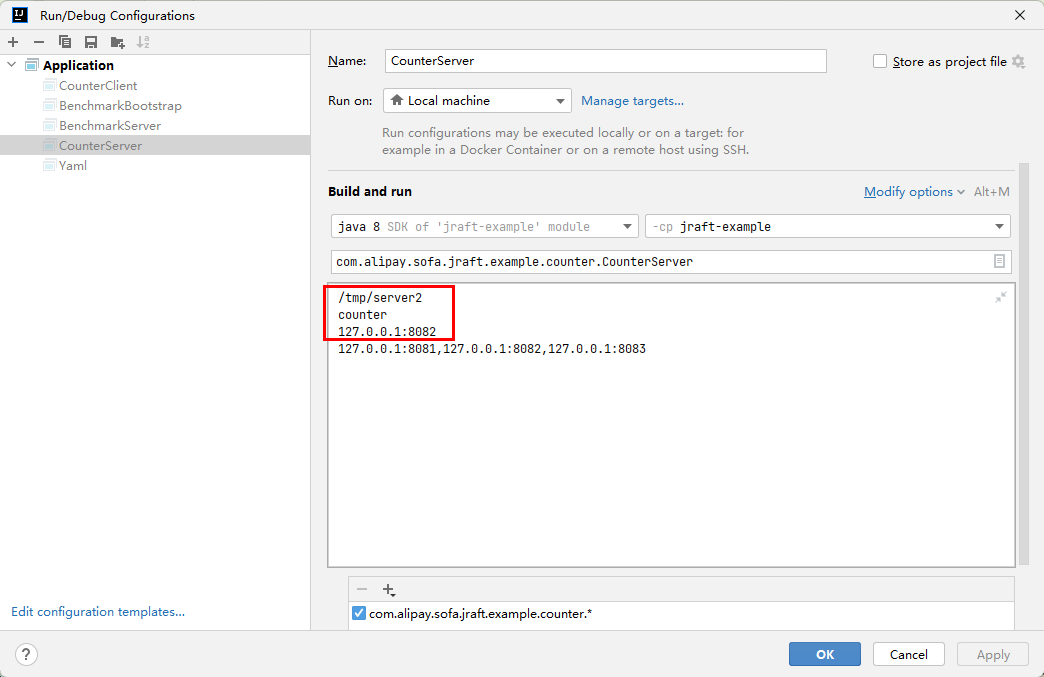 Run/Debug Configurations
Application
CounterClient
BenchmarkBootstrap
BenchmarkServer
CounterServer
Yaml
Edit configuration templates...
Name: CounterServer
Store as project file
Run on: Local machine Manage targets...
Run configurations may be executed locally or on a target: for
example in a Docker Container or on a remote host using SSH.
Build and run Modify options Alt+M
java 8 SDK of 'jraft-example' module -cp jraft-example
com.alipay.sofa.jraft.example.counter.CounterServer
/tmp/server2
counter
127.0.0.1:8082
127.0.0.1:8081,127.0.0.1:8082,127.0.0.1:8083
com.alipay.sofa.jraft.example.counter.*
? OK Cancel Apply